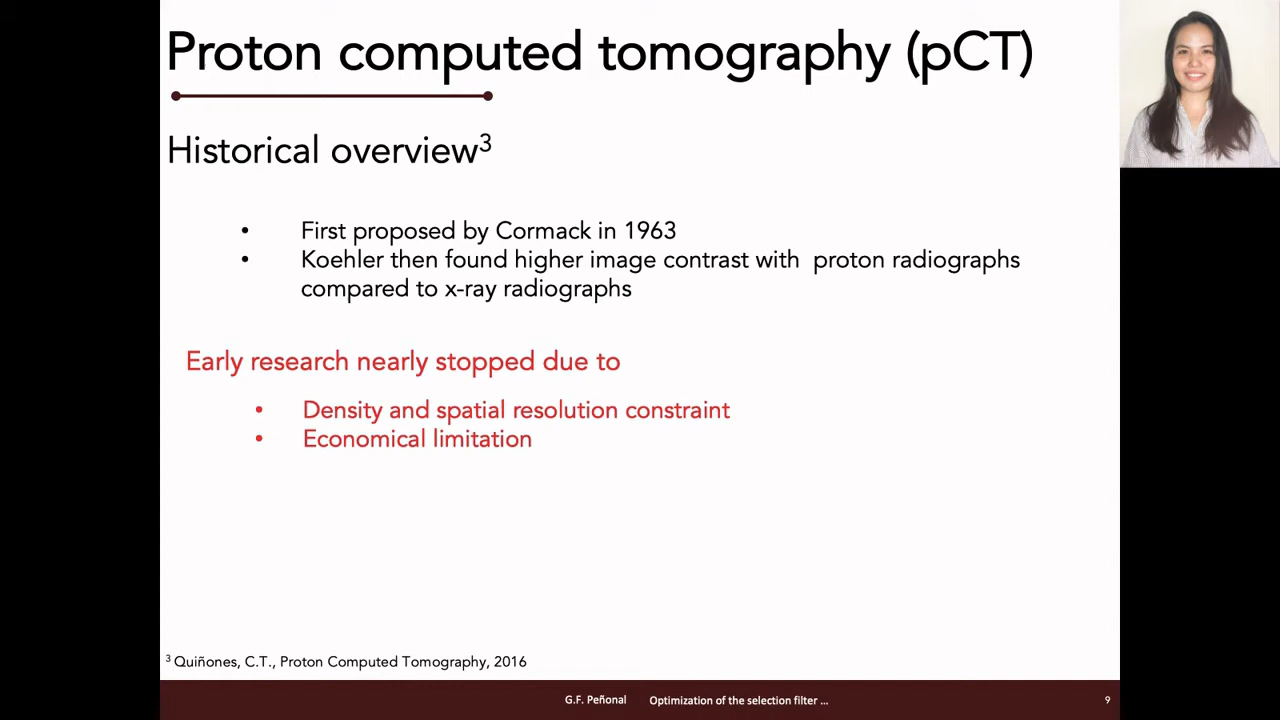 Proton computed tomography (pCT)
Historical overview³
• First proposed by Cormack in 1963
• Koehler then found higher image contrast with proton radiographs
compared to x-ray radiographs
Early research nearly stopped due to
• Density and spatial resolution constraint
• Economical limitation
³ Quiñones, C.T., Proton Computed Tomography, 2016
G.F. Peñonal Optimization of the selection filter ... 9